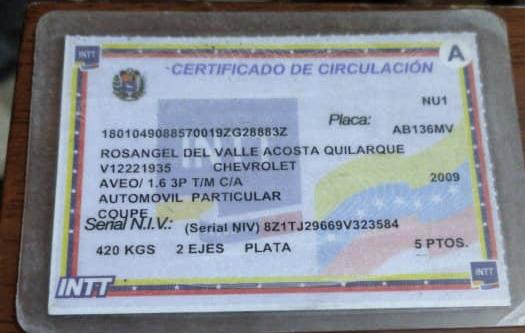 INTT
A
CERTIFICADO DE CIRCULACIÓN
NU1
Placa:
1801049088570019ZG28883Z
AB136MV
ROSANGEL DEL VALLE ACOSTA QUILARQUE
V12221935 CHEVROLET
AVEO/ 1.6 3P T/M C/A 2009
AUTOMOVIL PARTICULAR
COUPE
Serial N.I.V.: (Serial NIV) 8Z1TJ29669V323584
420 KGS 2 EJES PLATA 5 PTOS.
INTT
INTT